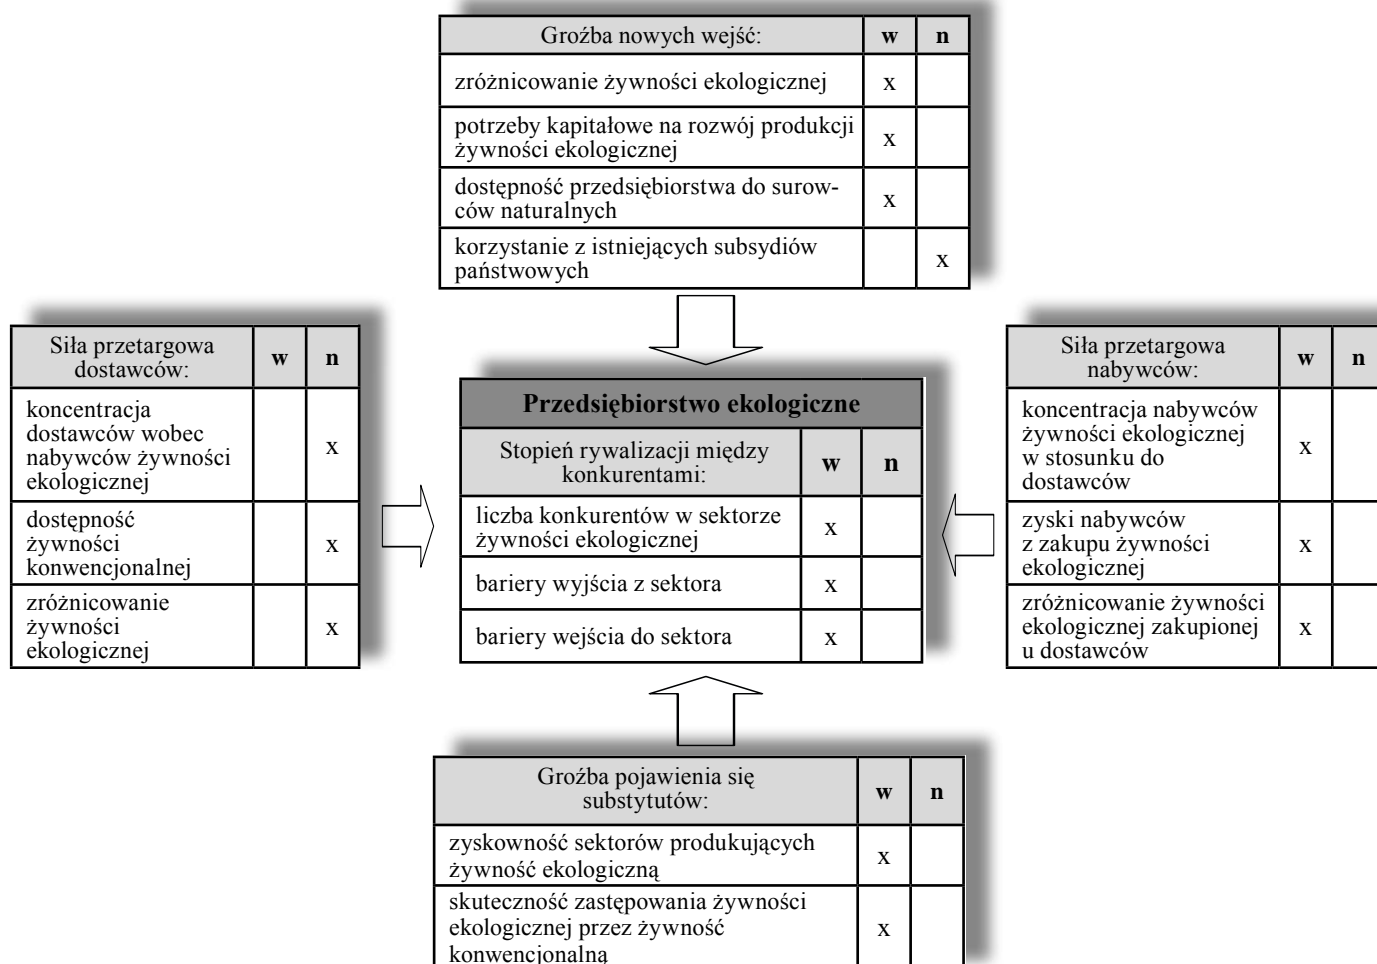 Groźba nowych wejść: w n
zróżnicowanie żywności ekologicznej x
potrzeby kapitałowe na rozwój produkcji
żywności ekologicznej x
dostępność przedsiębiorstwa do surow-
ców naturalnych x
korzystanie z istniejących subsydiów
państwowych x
Siła przetargowa
dostawców: w n
koncentracja
dostawców wobec
nabywców żywności
ekologicznej x
dostępność
żywności
konwencjonalnej x
zróżnicowanie
żywności
ekologicznej x
Przedsiębiorstwo ekologiczne
Stopień rywalizacji między
konkurentami: w n
liczba konkurentów w sektorze
żywności ekologicznej x
bariery wyjścia z sektora x
bariery wejścia do sektora x
Siła przetargowa
nabywców: w n
koncentracja nabywców
żywności ekologicznej
w stosunku do
dostawców x
zyski nabywców
z zakupu żywności
ekologicznej x
zróżnicowanie żywności
ekologicznej zakupionej
u dostawców x
Groźba pojawienia się
substytutów: w n
zyskowność sektorów produkujących
żywność ekologiczną x
skuteczność zastępowania żywności
ekologicznej przez żywność x
konwencjonalną